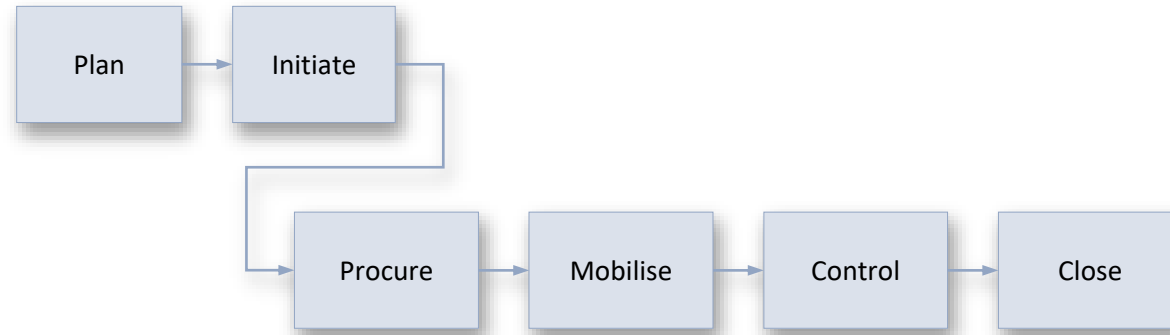 Plan
Initiate
Procure
Mobilise
Control
Close